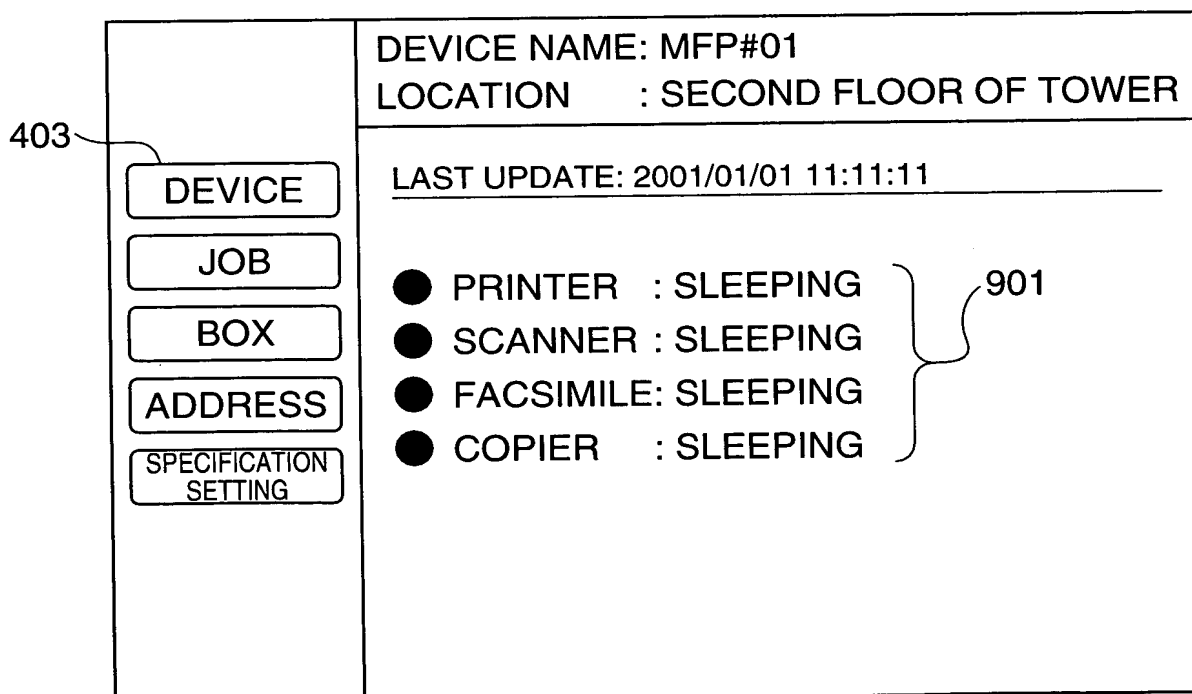 DEVICE NAME: MFP#01
LOCATION : SECOND FLOOR OF TOWER
403
DEVICE
JOB
BOX
ADDRESS
SPECIFICATION
SETTING
LAST UPDATE: 2001/01/01 11:11:11
PRINTER : SLEEPING
SCANNER : SLEEPING
FACSIMILE: SLEEPING
COPIER : SLEEPING
901